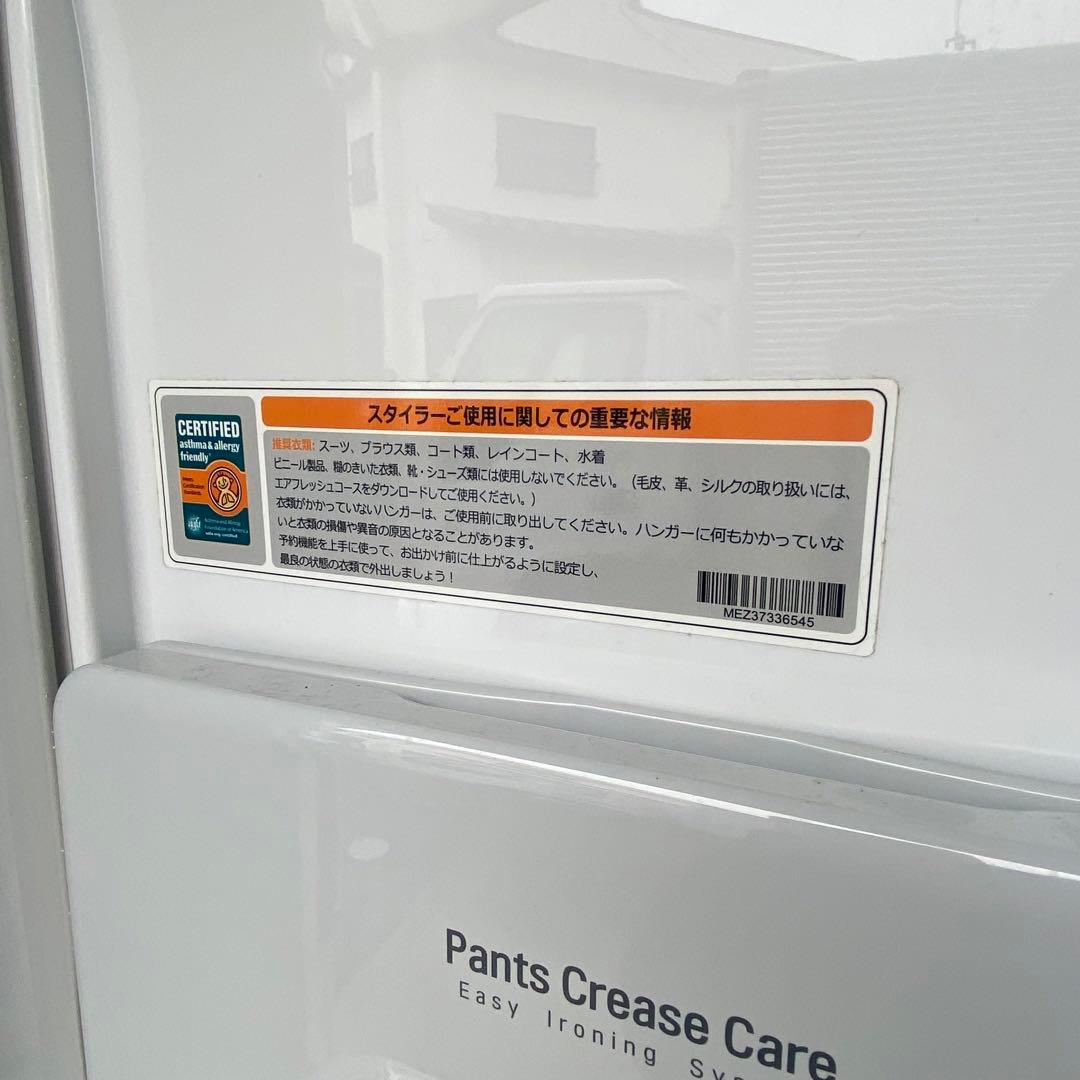 スタイラーご使用に関しての重要な情報
CERTIFIED
asthma & allergy
friendly
Meets
Certification
Standards
Asthma and Allergy
Foundation of America
推奨衣類: スーツ、ブラウス類、コート類、レインコート、水着
ビニール製品、糊のきいた衣類、靴・シューズ類には使用しないでください。（毛皮、革、シルクの取り扱いには、
エアフレッシュコースをダウンロードしてご使用ください。）
衣類がかかっていないハンガーは、ご使用前に取り出してください。ハンガーに何もかかっていな
いと衣類の損傷や異音の原因となることがあります。
予約機能を上手に使って、お出かけ前に仕上がるように設定し、
最良の状態の衣類で外出しましょう！
MEZ37336545
Pants Crease Care
Easy Ironing